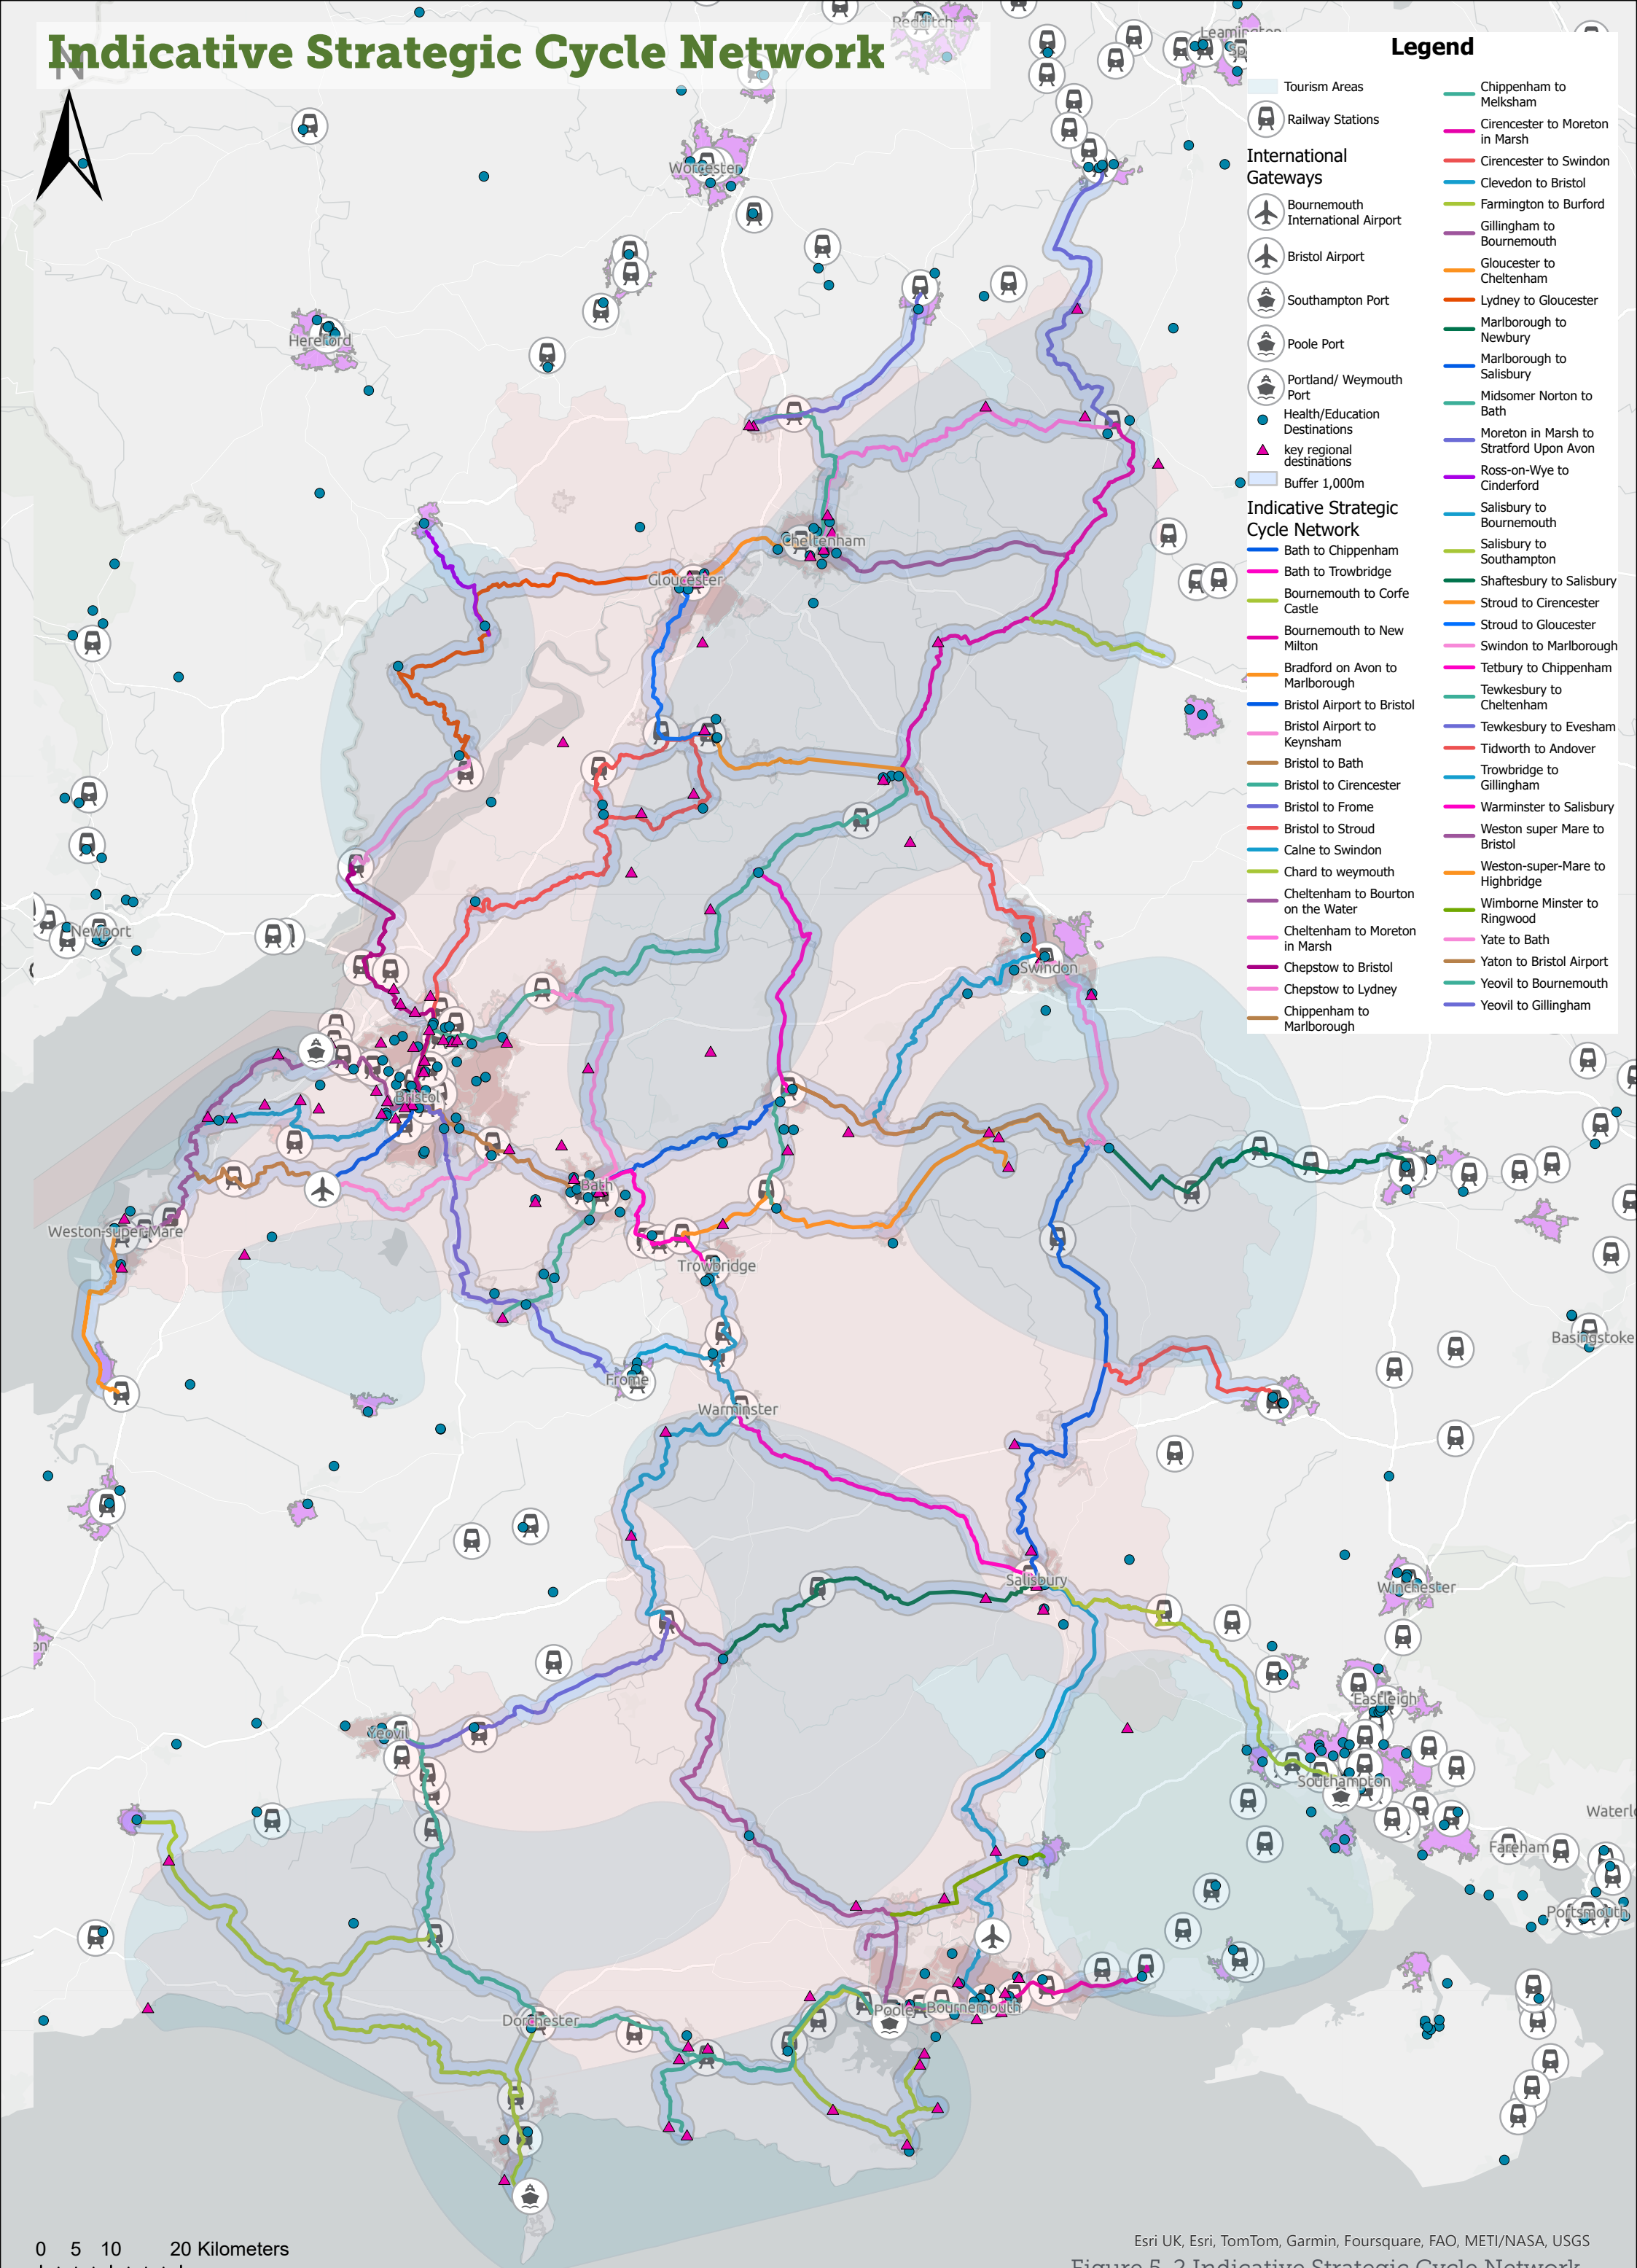 Indicative Strategic Cycle Network
N
Legend
Tourism Areas
Railway Stations
International
Gateways
Bournemouth
International Airport
Bristol Airport
Southampton Port
Poole Port
Portland/ Weymouth
Port
Health/Education
Destinations
key regional
destinations
Buffer 1,000m
Indicative Strategic
Cycle Network
Bath to Chippenham
Bath to Trowbridge
Bournemouth to Corfe
Castle
Bournemouth to New
Milton
Bradford on Avon to
Marlborough
Bristol Airport to Bristol
Bristol Airport to
Keynsham
Bristol to Bath
Bristol to Cirencester
Bristol to Frome
Bristol to Stroud
Calne to Swindon
Chard to weymouth
Cheltenham to Bourton
on the Water
Cheltenham to Moreton
in Marsh
Chepstow to Bristol
Chepstow to Lydney
Chippenham to
Marlborough
Chippenham to
Melksham
Cirencester to Moreton
in Marsh
Cirencester to Swindon
Clevedon to Bristol
Farmington to Burford
Gillingham to
Bournemouth
Gloucester to
Cheltenham
Lydney to Gloucester
Marlborough to
Newbury
Marlborough to
Salisbury
Midsomer Norton to
Bath
Moreton in Marsh to
Stratford Upon Avon
Ross-on-Wye to
Cinderford
Salisbury to
Bournemouth
Salisbury to
Southampton
Shaftesbury to Salisbury
Stroud to Cirencester
Stroud to Gloucester
Swindon to Marlborough
Tetbury to Chippenham
Tewkesbury to
Cheltenham
Tewkesbury to Evesham
Tidworth to Andover
Trowbridge to
Gillingham
Warminster to Salisbury
Weston super Mare to
Bristol
Weston-super-Mare to
Highbridge
Wimborne Minster to
Ringwood
Yate to Bath
Yaton to Bristol Airport
Yeovil to Bournemouth
Yeovil to Gillingham
Redditch
Leamington
Worcester
Hereford
Cheltenham
Gloucester
Newport
Swindon
Bristol
Bath
Weston-super-Mare
Trowbridge
Basingstoke
Frome
Warminster
Salisbury
Winchester
Eastleigh
Yeovil
Southampton
Fareham
Portsmouth
Poole
Bournemouth
Dorchester
0 5 10 20 Kilometers
Esri UK, Esri, TomTom, Garmin, Foursquare, FAO, METI/NASA, USGS
Figure 5-2 Indicative Strategic Cycle Network